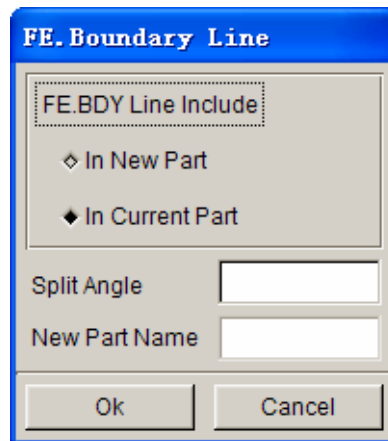 FE.Boundary Line
FE.BDY Line Include
In New Part
In Current Part
Split Angle
New Part Name
Ok
Cancel